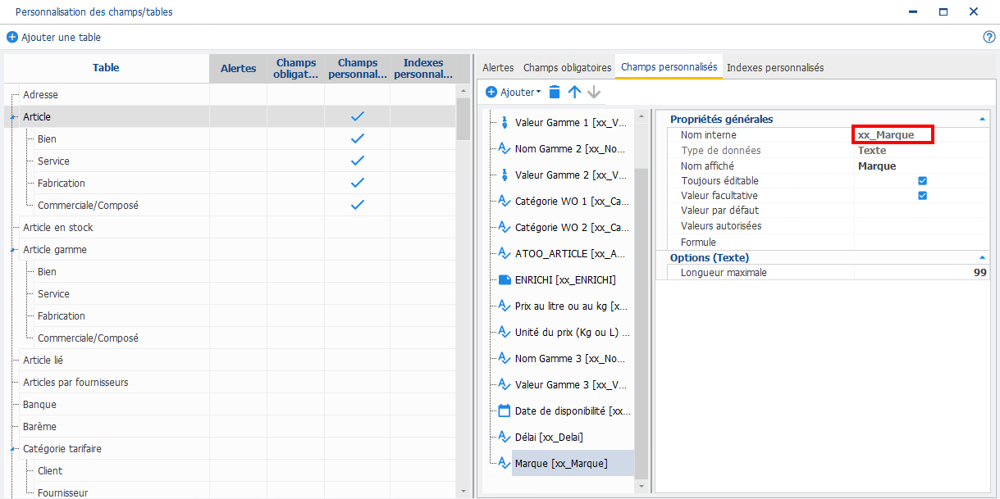 Personnalisation des champs/tables
Ajouter une table
Table
Alertes
Champs obligat...
Champs personnal...
Indexes personnal...
Adresse
Article
Bien
Service
Fabrication
Commerciale/Composé
Article en stock
Article gamme
Bien
Service
Fabrication
Commerciale/Composé
Article lié
Articles par fournisseurs
Banque
Barème
Catégorie tarifaire
Client
Fournisseur
Alertes
Champs obligatoires
Champs personnalisés
Indexes personnalisés
Ajouter
Valeur Gamme 1 [xx_V...
Nom Gamme 2 [xx_No...
Valeur Gamme 2 [xx_V...
Catégorie WO 1 [xx_Ca...
Catégorie WO 2 [xx_Ca...
ATOO_ARTICLE [xx_A...
ENRICHI [xx_ENRICHI]
Prix au litre ou au kg [x...
Unité du prix (Kg ou L) ...
Nom Gamme 3 [xx_No...
Valeur Gamme 3 [xx_V...
Date de disponibilité [xx...
Délai [xx_Delai]
Marque [xx_Marque]
Propriétés générales
Nom interne xx_Marque
Type de données Texte
Nom affiché Marque
Toujours éditable
Valeur facultative
Valeur par défaut
Valeurs autorisées
Formule
Options (Texte)
Longueur maximale 99